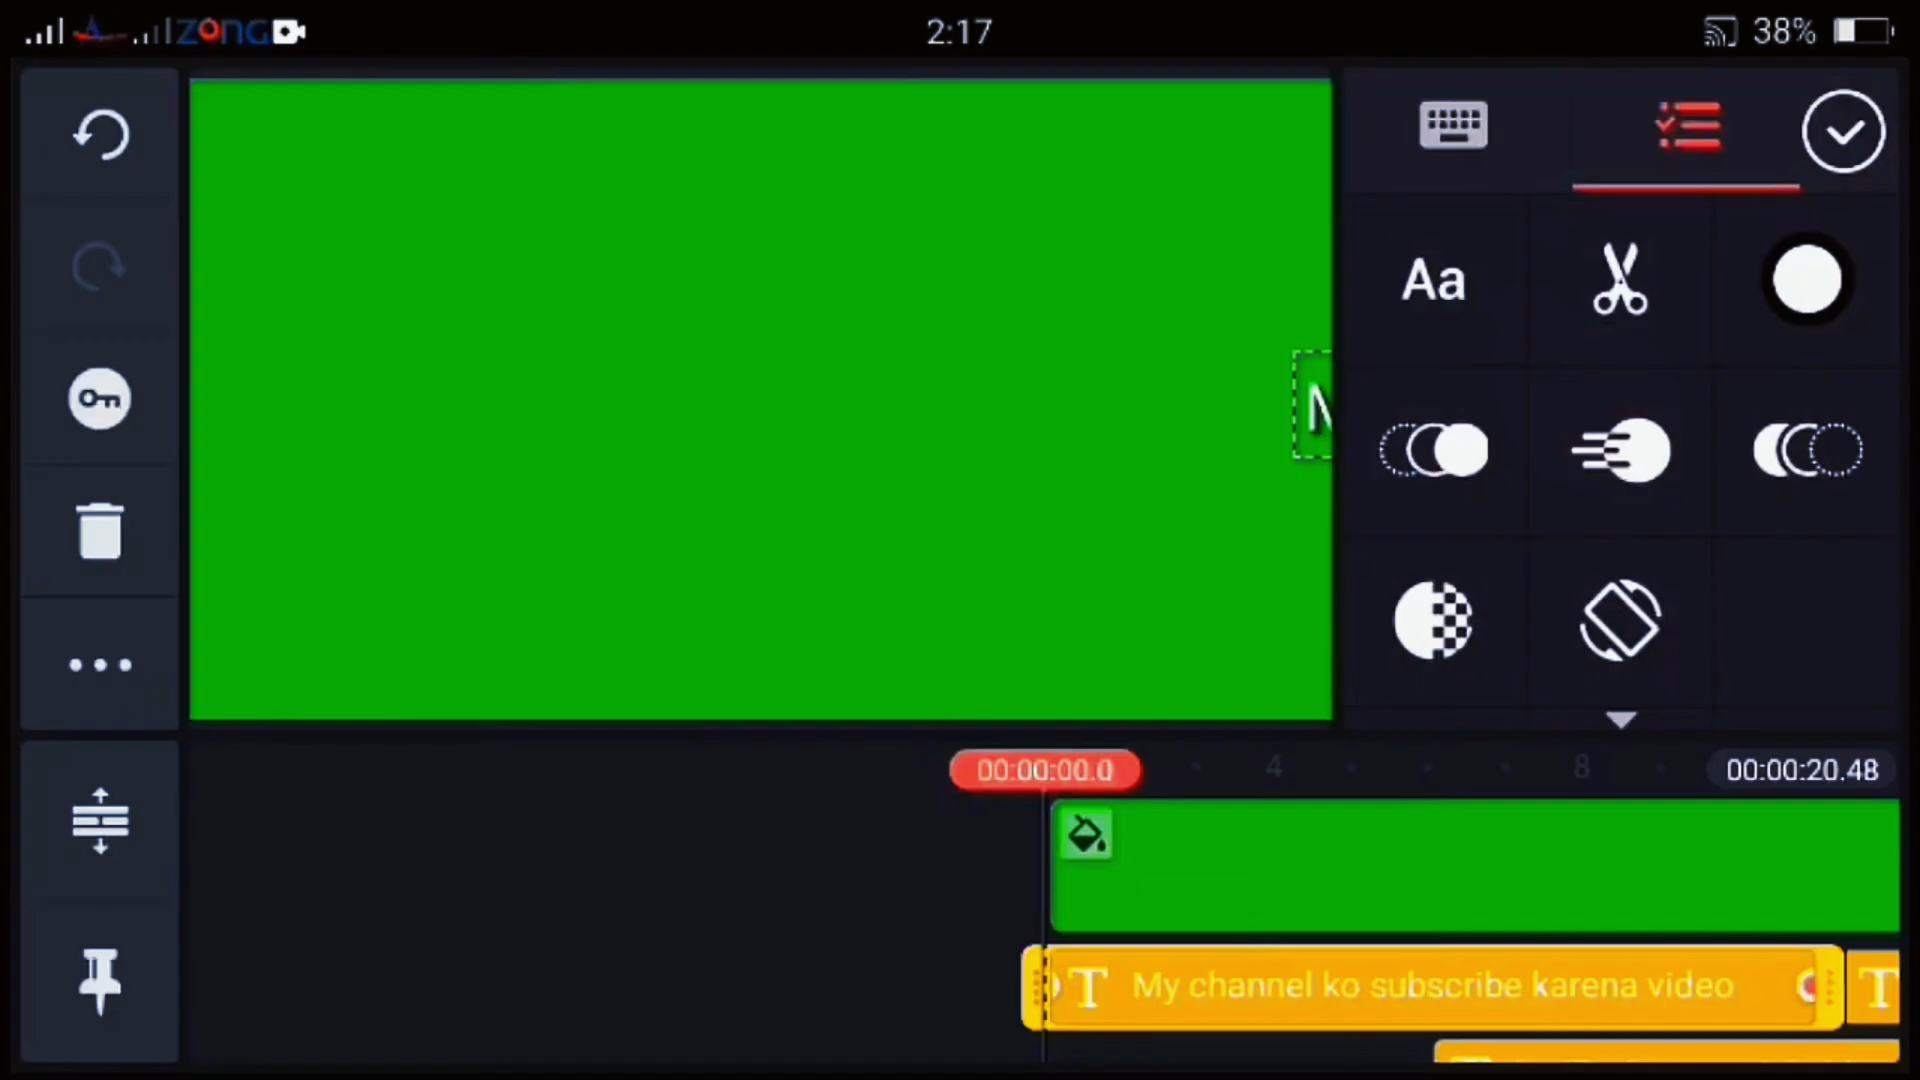 ZONG
2:17
38%
Aa
M
00:00:00.0
4
8
00:00:20.48
T My channel ko subscribe karena video
T